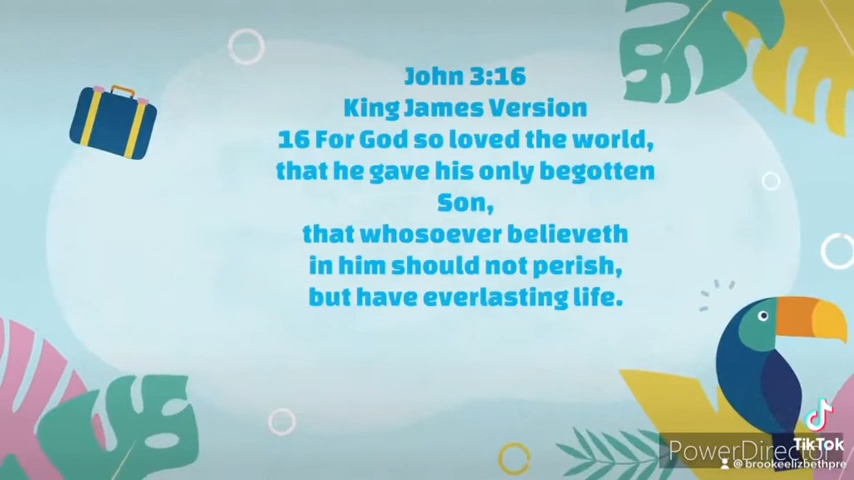 John 3:16
King James Version
16 For God so loved the world,
that he gave his only begotten
Son,
that whosoever believeth
in him should not perish,
but have everlasting life.
PowerDirector
TikTok
@brookeelizbethpre